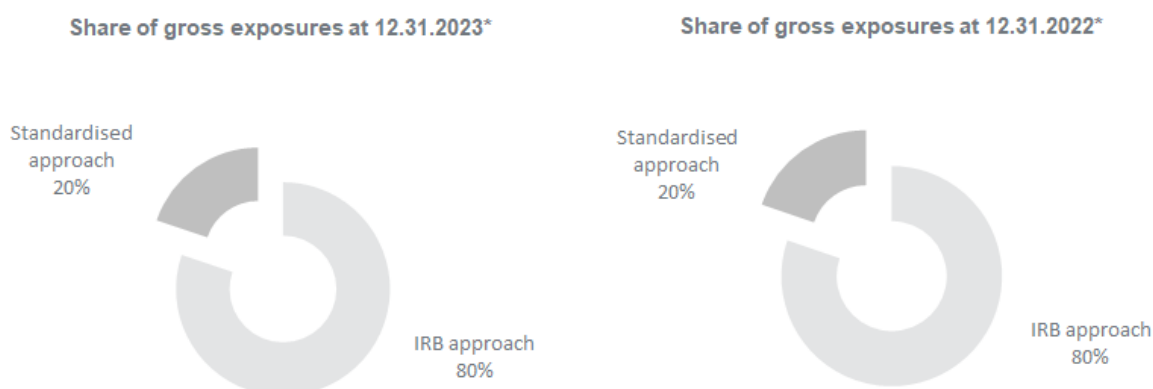 Share of gross exposures at 12.31.2023*
Standardised
approach
20%
IRB approach
80%
Share of gross exposures at 12.31.2022*
Standardised
approach
20%
IRB approach
80%